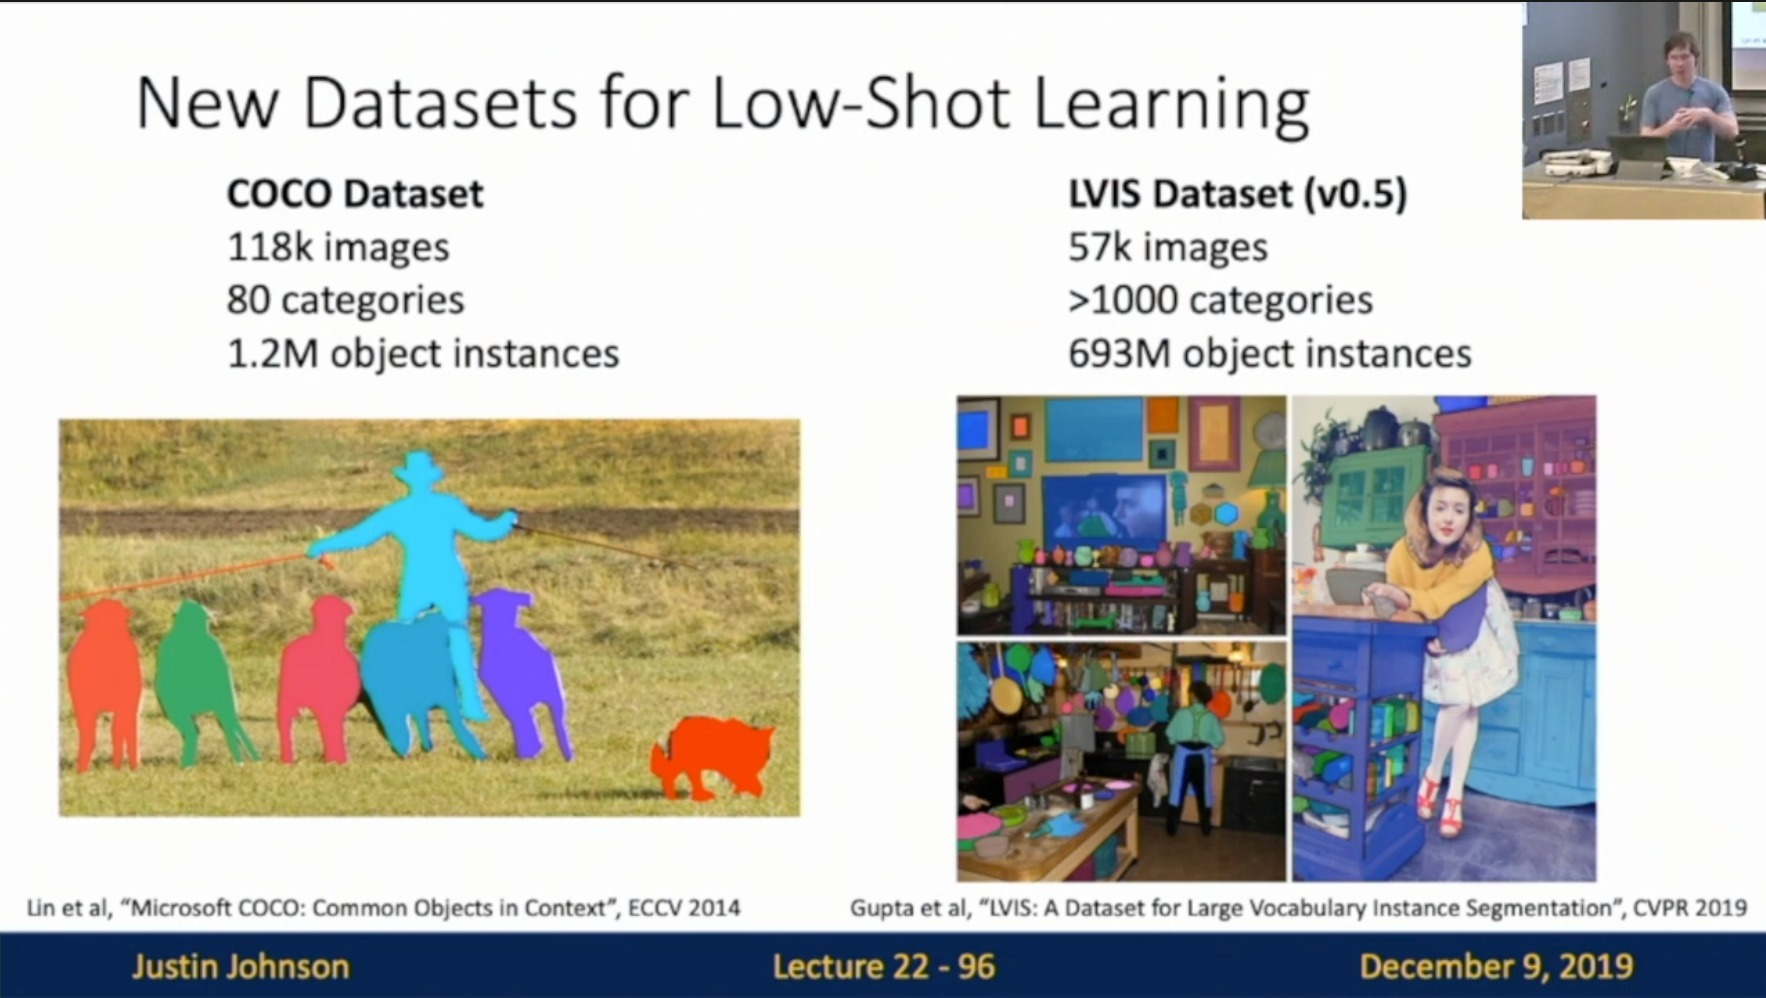 New Datasets for Low-Shot Learning
COCO Dataset
118k images
80 categories
1.2M object instances
LVIS Dataset (v0.5)
57k images
>1000 categories
693M object instances
Lin et al, “Microsoft COCO: Common Objects in Context”, ECCV 2014
Gupta et al, “LVIS: A Dataset for Large Vocabulary Instance Segmentation”, CVPR 2019
Justin Johnson
Lecture 22 - 96
December 9, 2019